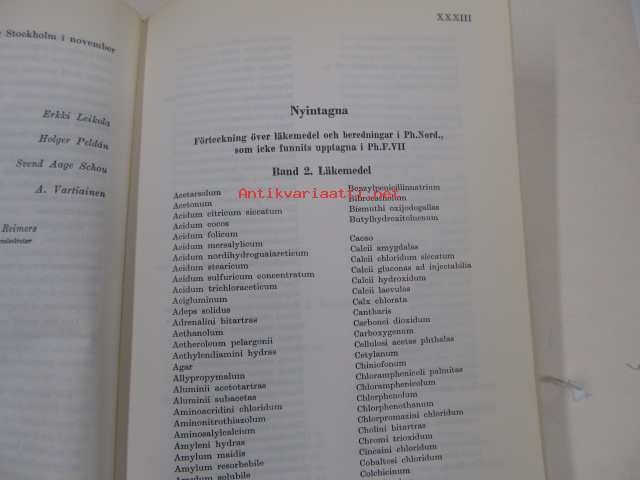 Stockholm i november
Erkki Leikola
Holger Peldán
Svend Aage Schou
A. Vartiainen
Reimers
XXXIII
Nyintagna
Förteckning över läkemedel och beredningar i Ph.Nord.,
som icke funnits upptagna i Ph.F.VII
Band 2. Läkemedel
Antikvariaatti.net
Acetarsolum
Acetonum
Acidum citricum siccatum
Acidum cocos
Acidum folicum
Acidum mersalylicum
Acidum nordihydroguaiareticum
Acidum stearicum
Acidum sulfuricum concentratum
Acidum trichloraceticum
Acigluminum
Adeps solidus
Adrenalini bitartras
Aethanolum
Aetheroleum pelargonii
Aethylendiamini hydras
Agar
Allypropymalum
Aluminii acetotartras
Aluminii subacetas
Aminoacridini chloridum
Aminonitrothiazolum
Aminosalylcalcium
Amyleni hydras
Amylum maidis
Amylum resorbebile
Amylum solubile
Benzylpenicillinnatrium
Bibrocatholum
Bismuthi oxijodogallas
Butylhydroxitoluenum
Cacao
Calcii amygdalas
Calcii chloridum siccatum
Calcii gluconas ad injectabilia
Calcii hydroxidum
Calcii laevulas
Calx chlorata
Cantharis
Carbonei dioxidum
Carboxygenum
Cellulosi acetas phthalas
Cetylanum
Chiniofonum
Chloramphenicoli palmitas
Chloramphenicolum
Chlorphenolum
Chlorphenothanum
Chlorpromazini chloridum
Cholini bitartras
Chromi trioxidum
Cincaini chloridum
Cobaltosi chloridum
Colchicinum